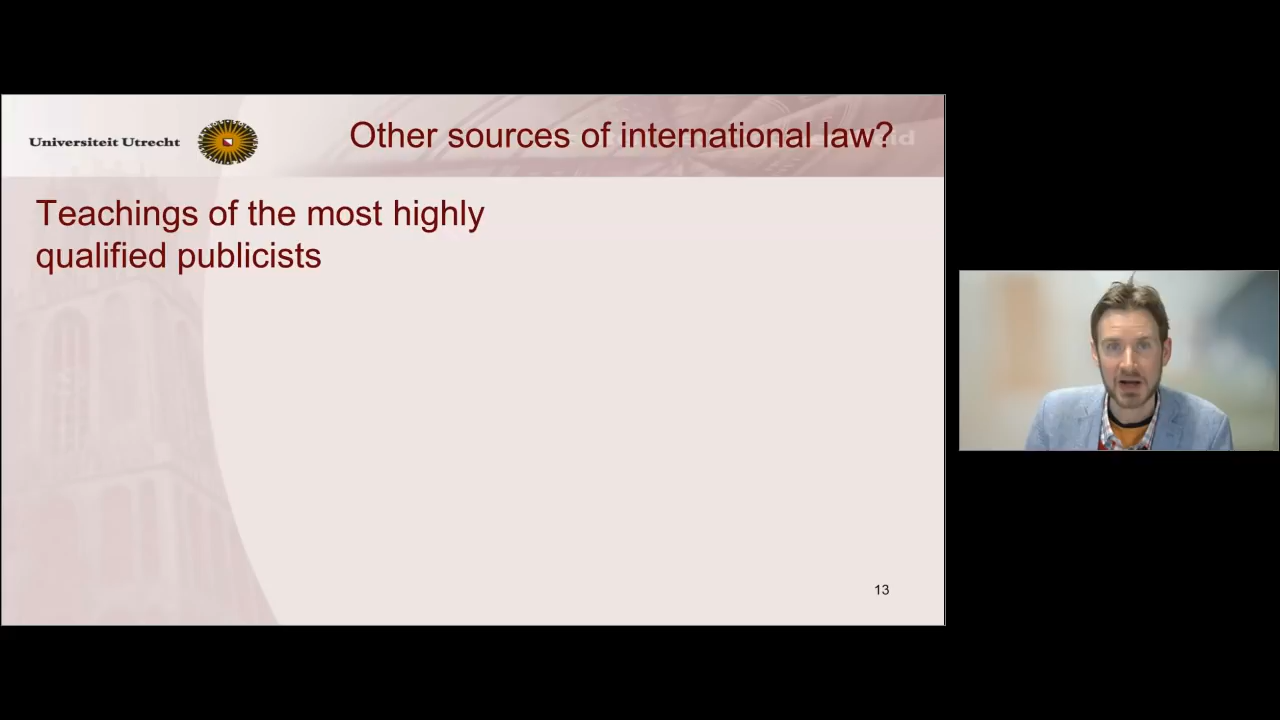 Universiteit Utrecht
Other sources of international law?
Teachings of the most highly
qualified publicists
13